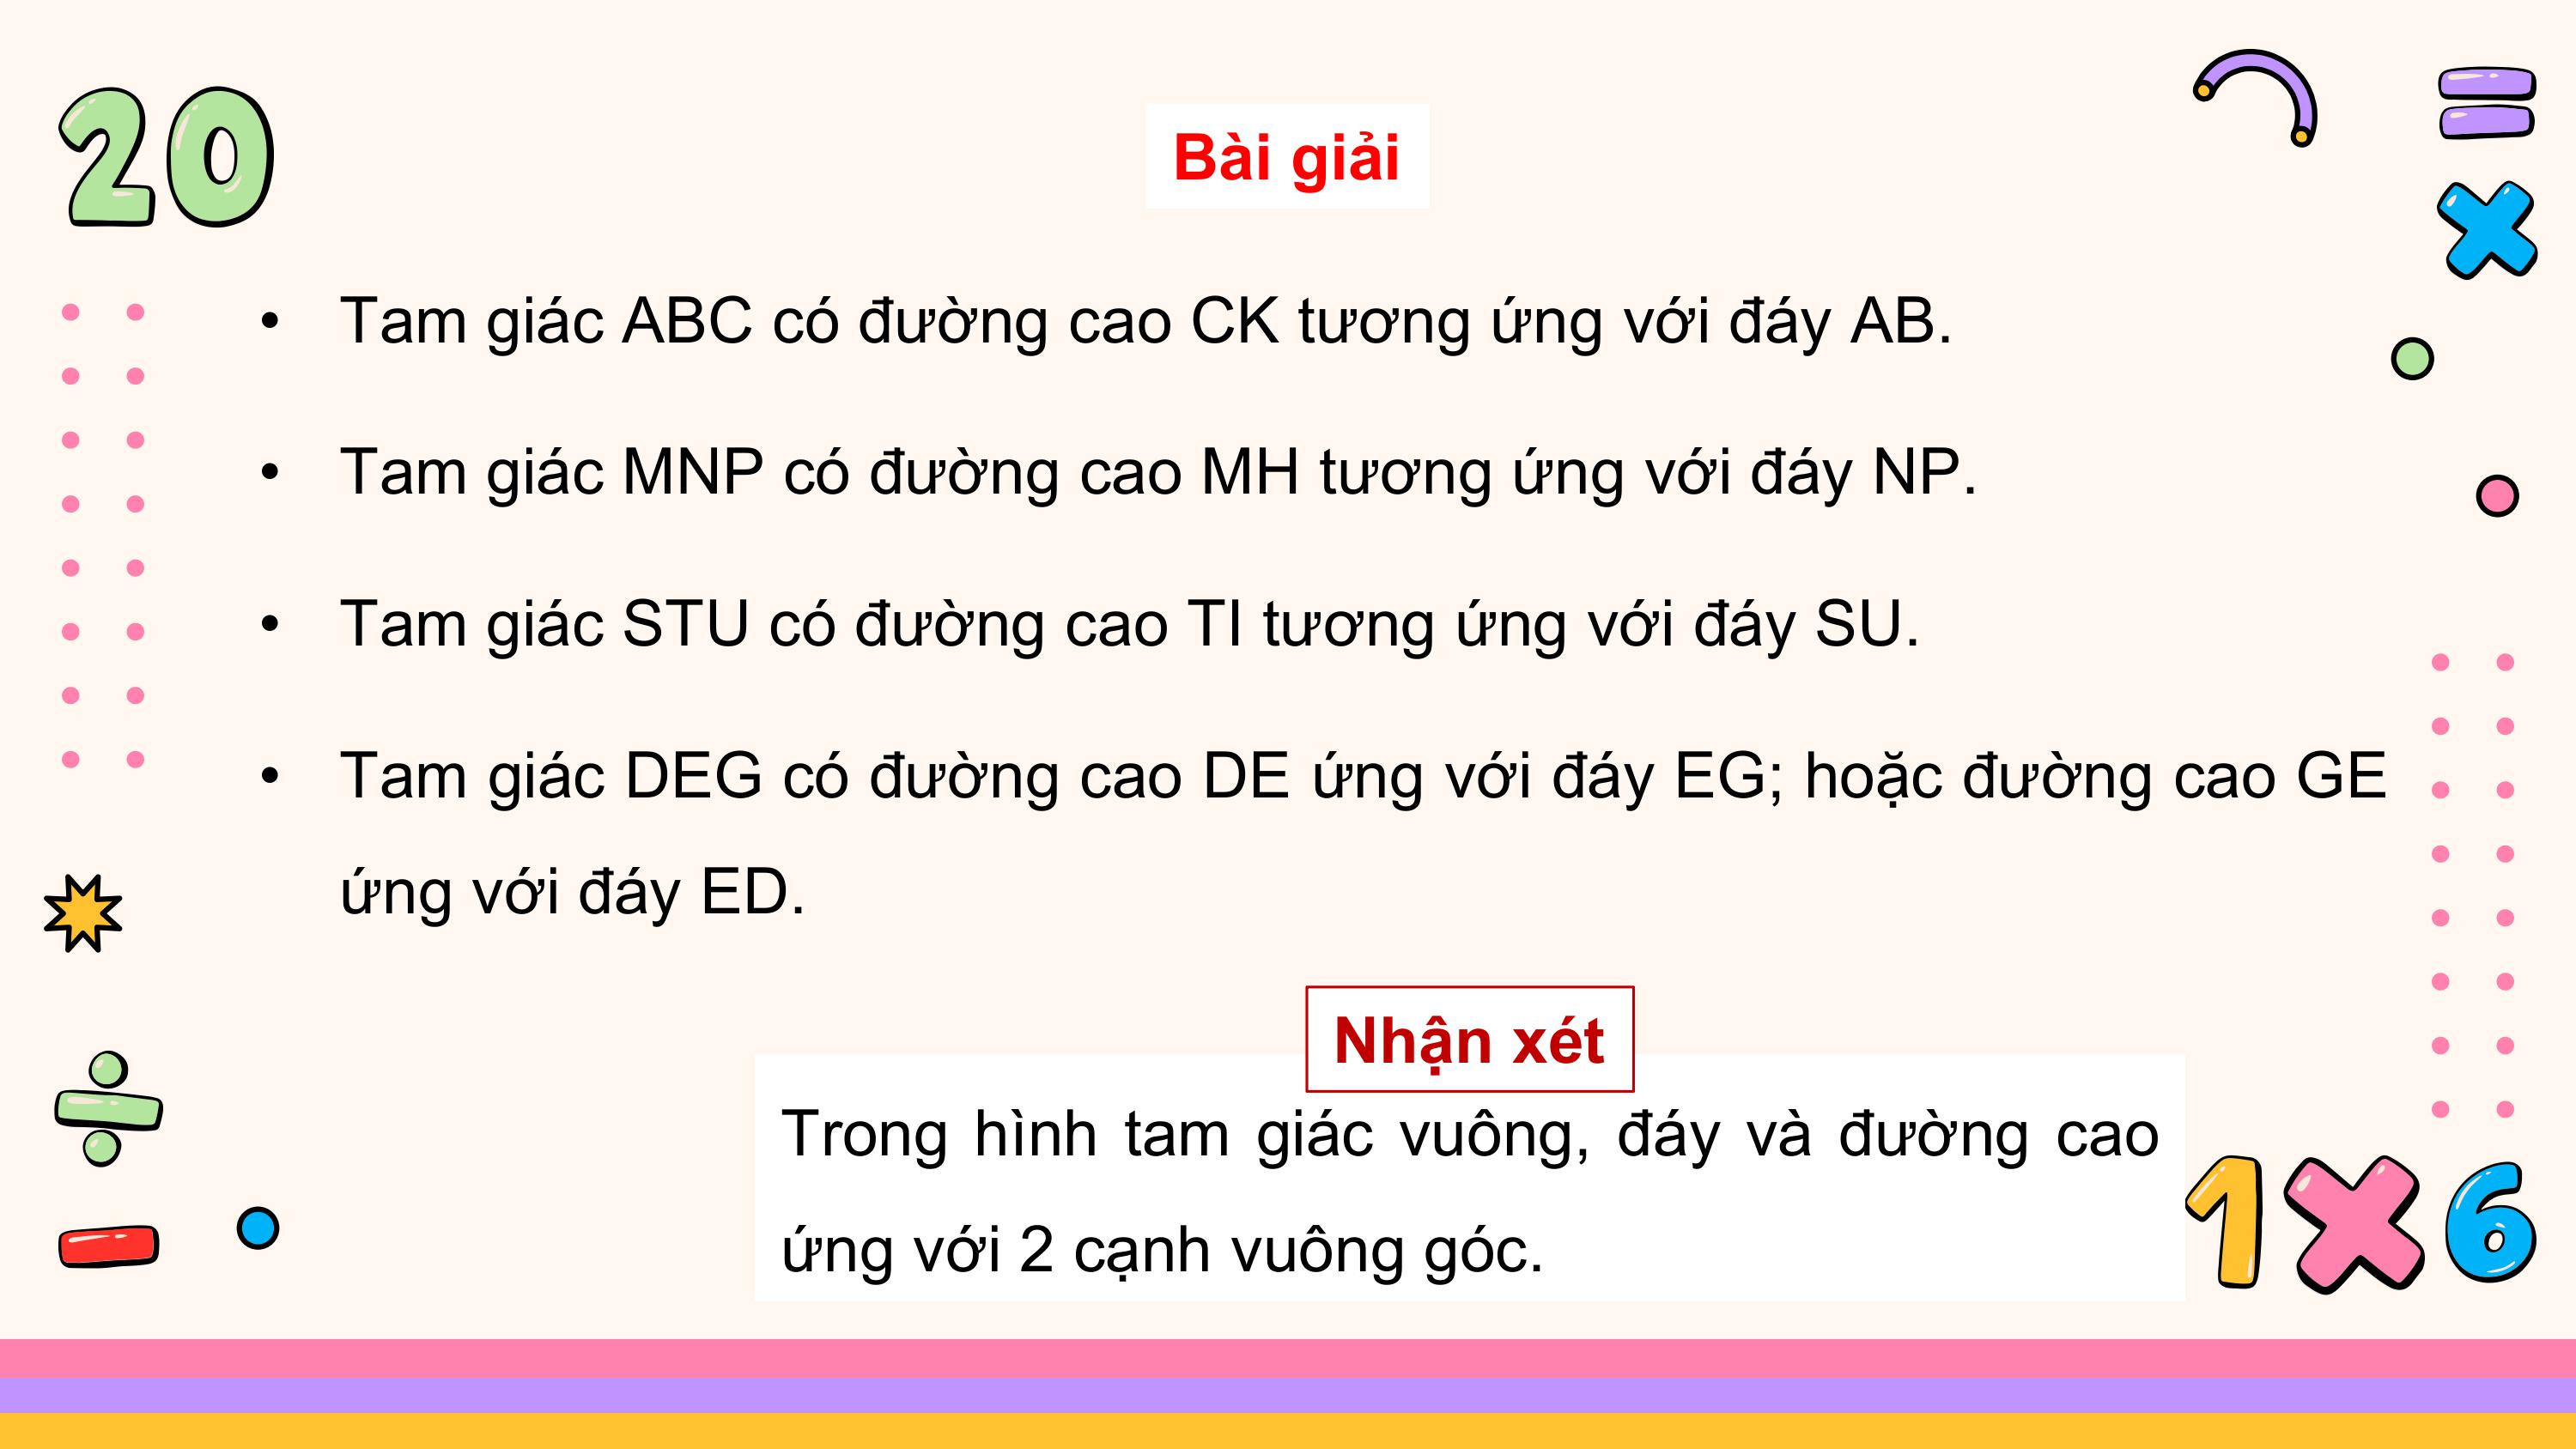 20
Bài giải
• Tam giác ABC có đường cao CK tương ứng với đáy AB.
• Tam giác MNP có đường cao MH tương ứng với đáy NP.
• Tam giác STU có đường cao TI tương ứng với đáy SU.
• Tam giác DEG có đường cao DE ứng với đáy EG; hoặc đường cao GE
ứng với đáy ED.
Nhận xét
Trong hình tam giác vuông, đáy và đường cao
ứng với 2 cạnh vuông góc.
1×6